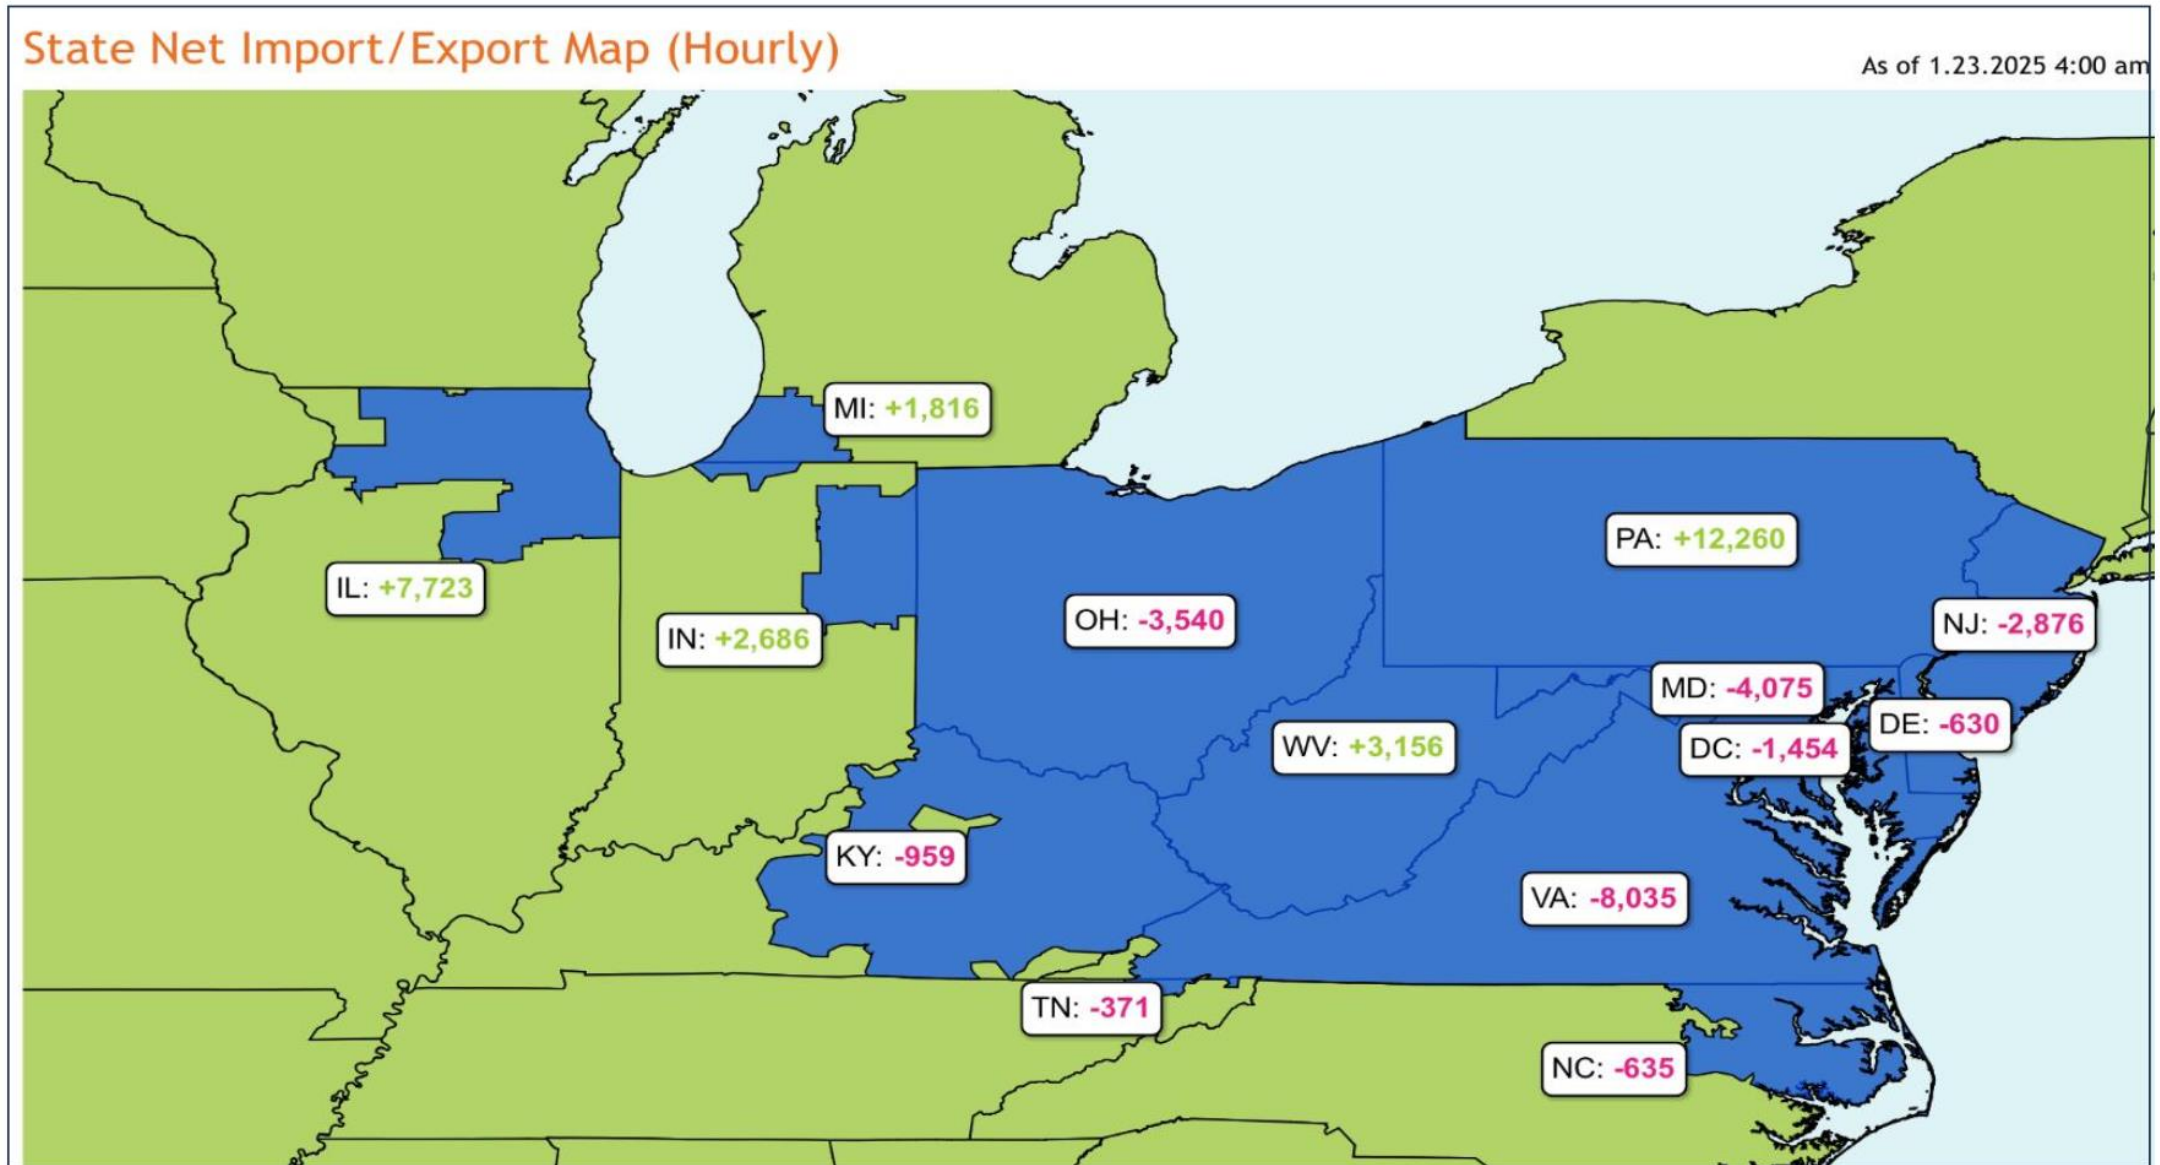 State Net Import/Export Map (Hourly)
As of 1.23.2025 4:00 am
MI: +1,816
PA: +12,260
IL: +7,723
OH: -3,540
NJ: -2,876
IN: +2,686
MD: -4,075
DE: -630
WV: +3,156
DC: -1,454
KY: -959
VA: -8,035
TN: -371
NC: -635